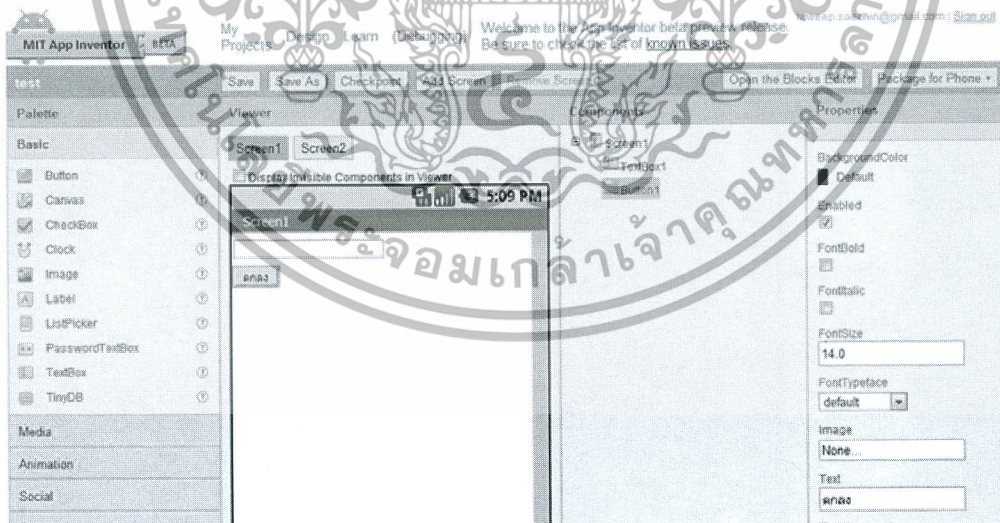 My Projects Design Learn (Debugging)
Welcome to the App Inventor beta preview release.
Be sure to check the list of known issues.
Sign out
MIT App Inventor BETA
test
Save Save As Checkpoint Add Screen Remove Screen Open the Blocks Editor Package for Phone
Palette
Viewer
Components
Properties
Basic
Screen1 Screen2
Display Invisible Components in Viewer
Button
Canvas
CheckBox
Clock
Image
Label
ListPicker
PasswordTextBox
TextBox
TinyDB
Media
Animation
Social
5:09 PM
Screen1
ตกลง
Screen1
TextBox1
Button1
BackgroundColor
Default
Enabled
FontBold
FontItalic
FontSize
14.0
FontTypeface
default
Image
None...
Text
ตกลง